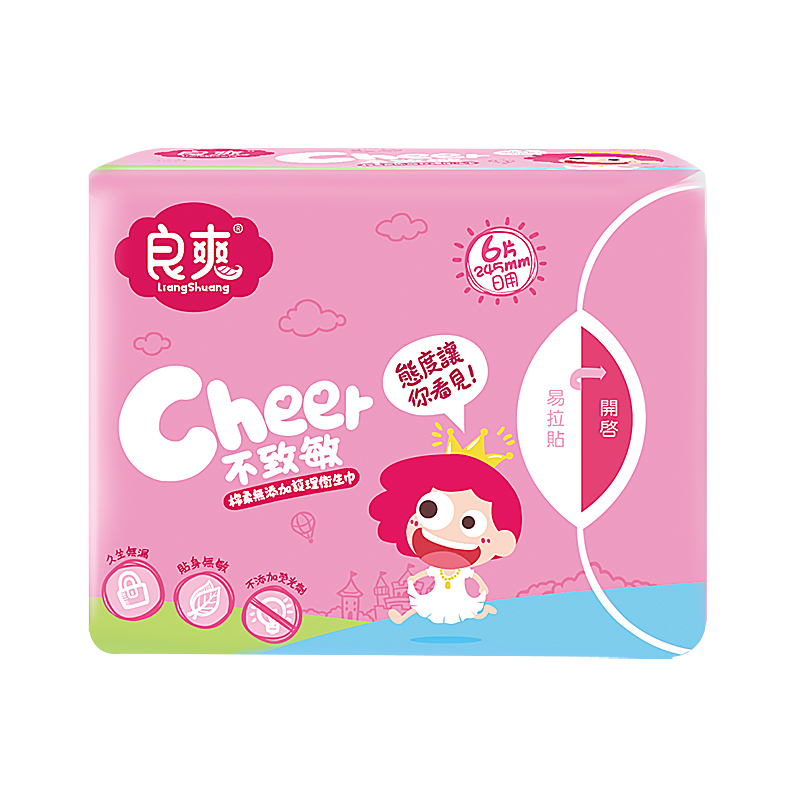 良爽®
LiangShuang
6片
245mm
日用
態度讓
你看見!
Cheer
不致敏
棉柔無添加護理衛生巾
易拉貼
開啓
久坐無漏
貼身無敏
不添加熒光劑
Cheer